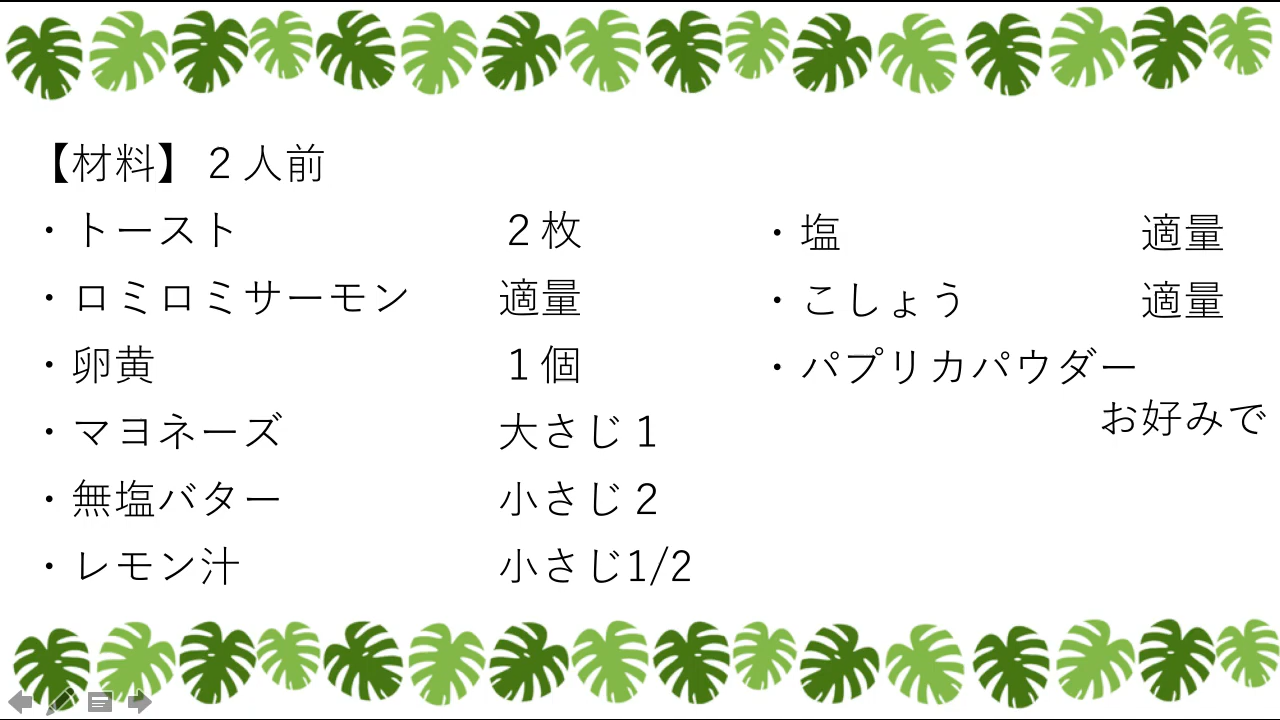 【材料】２人前
・トースト　２枚
・ロミロミサーモン　適量
・卵黄　１個
・マヨネーズ　大さじ１
・無塩バター　小さじ２
・レモン汁　小さじ1/2
・塩　適量
・こしょう　適量
・パプリカパウダー
お好みで